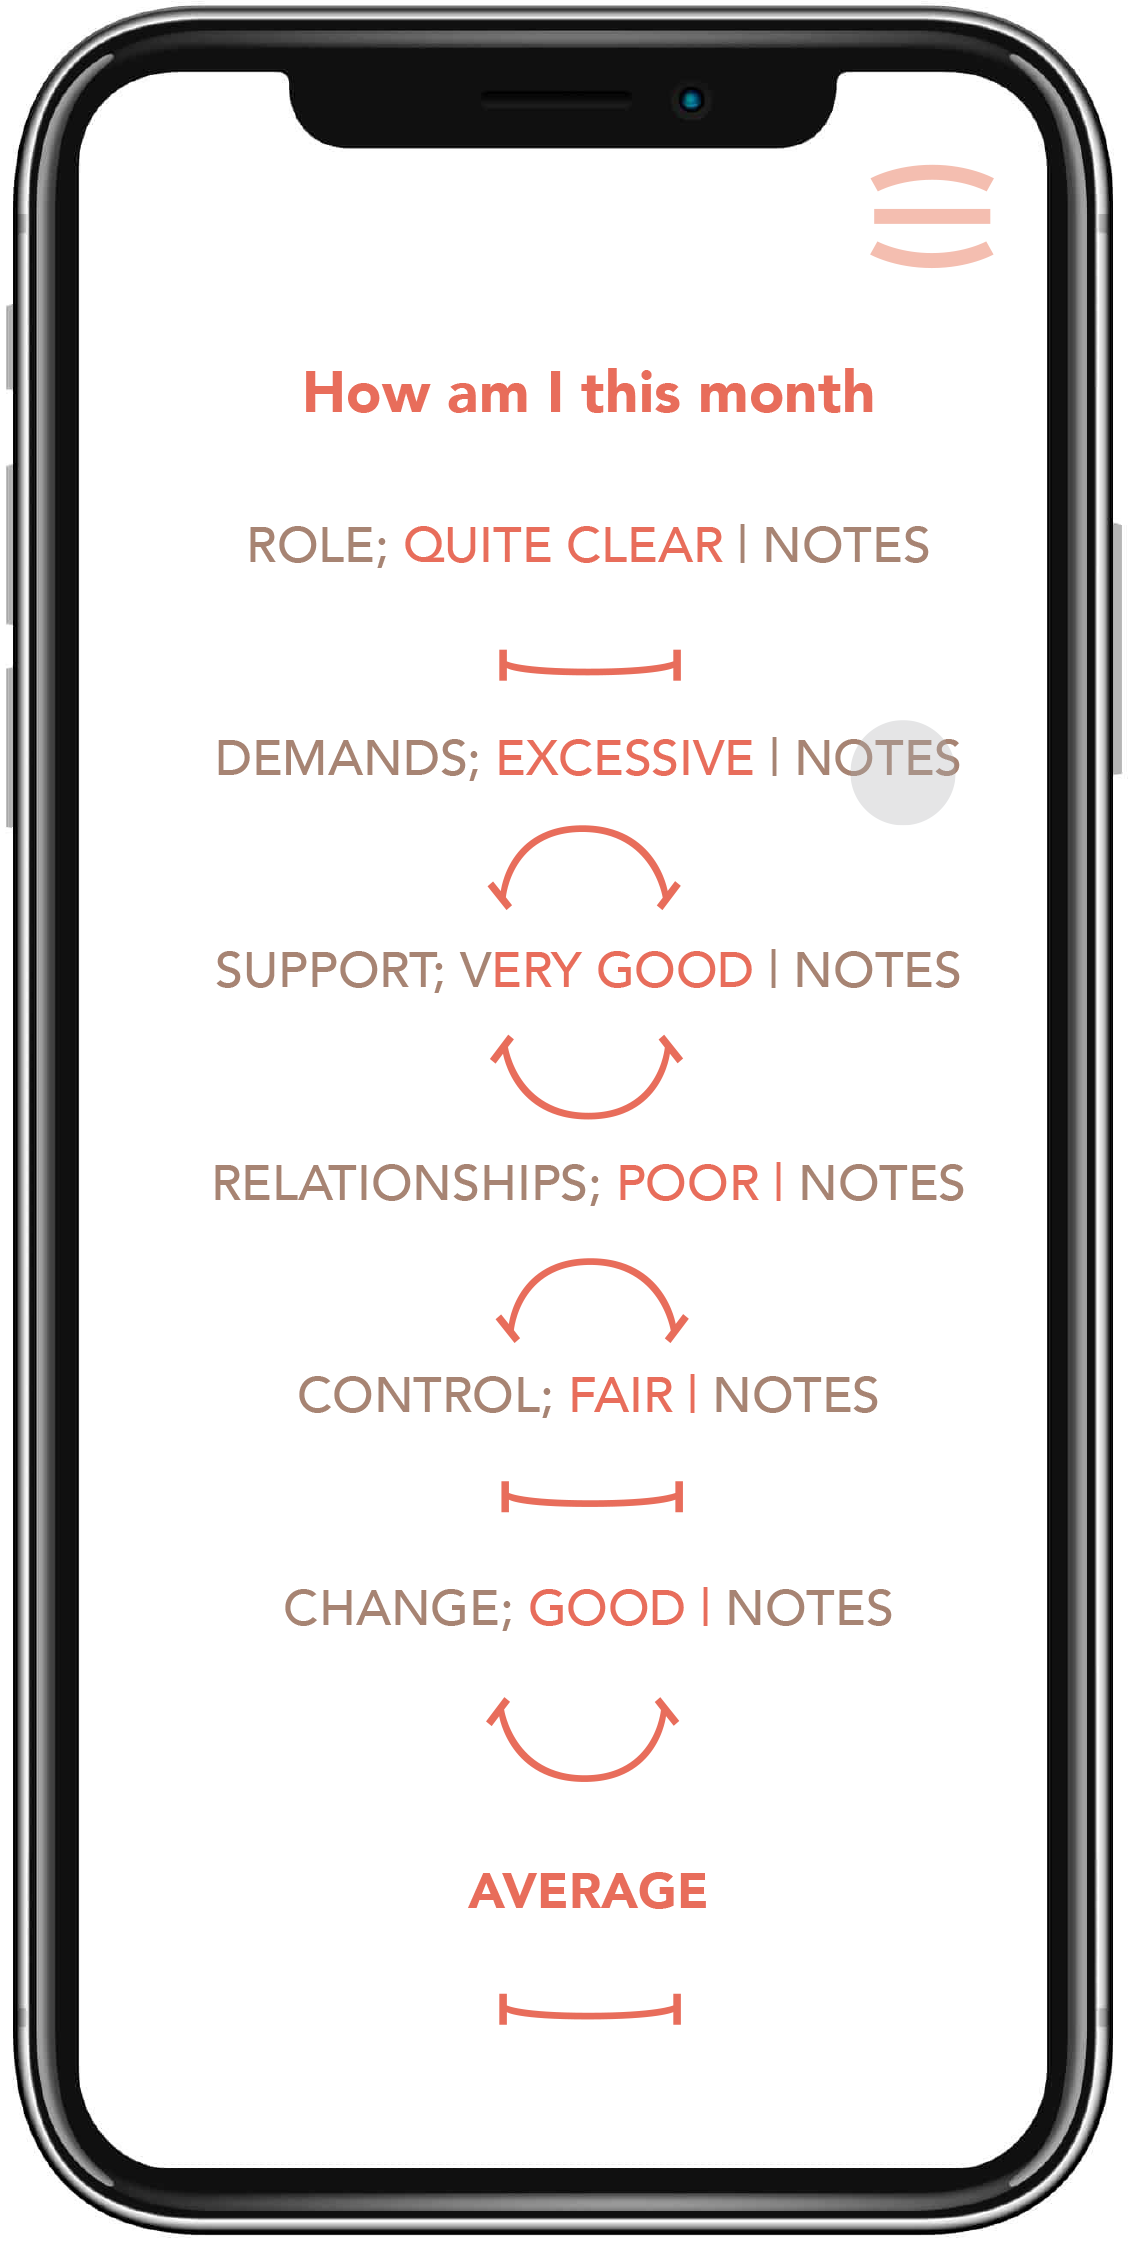 How am I this month
ROLE; QUITE CLEAR | NOTES
DEMANDS; EXCESSIVE | NOTES
SUPPORT; VERY GOOD | NOTES
RELATIONSHIPS; POOR | NOTES
CONTROL; FAIR | NOTES
CHANGE; GOOD | NOTES
AVERAGE